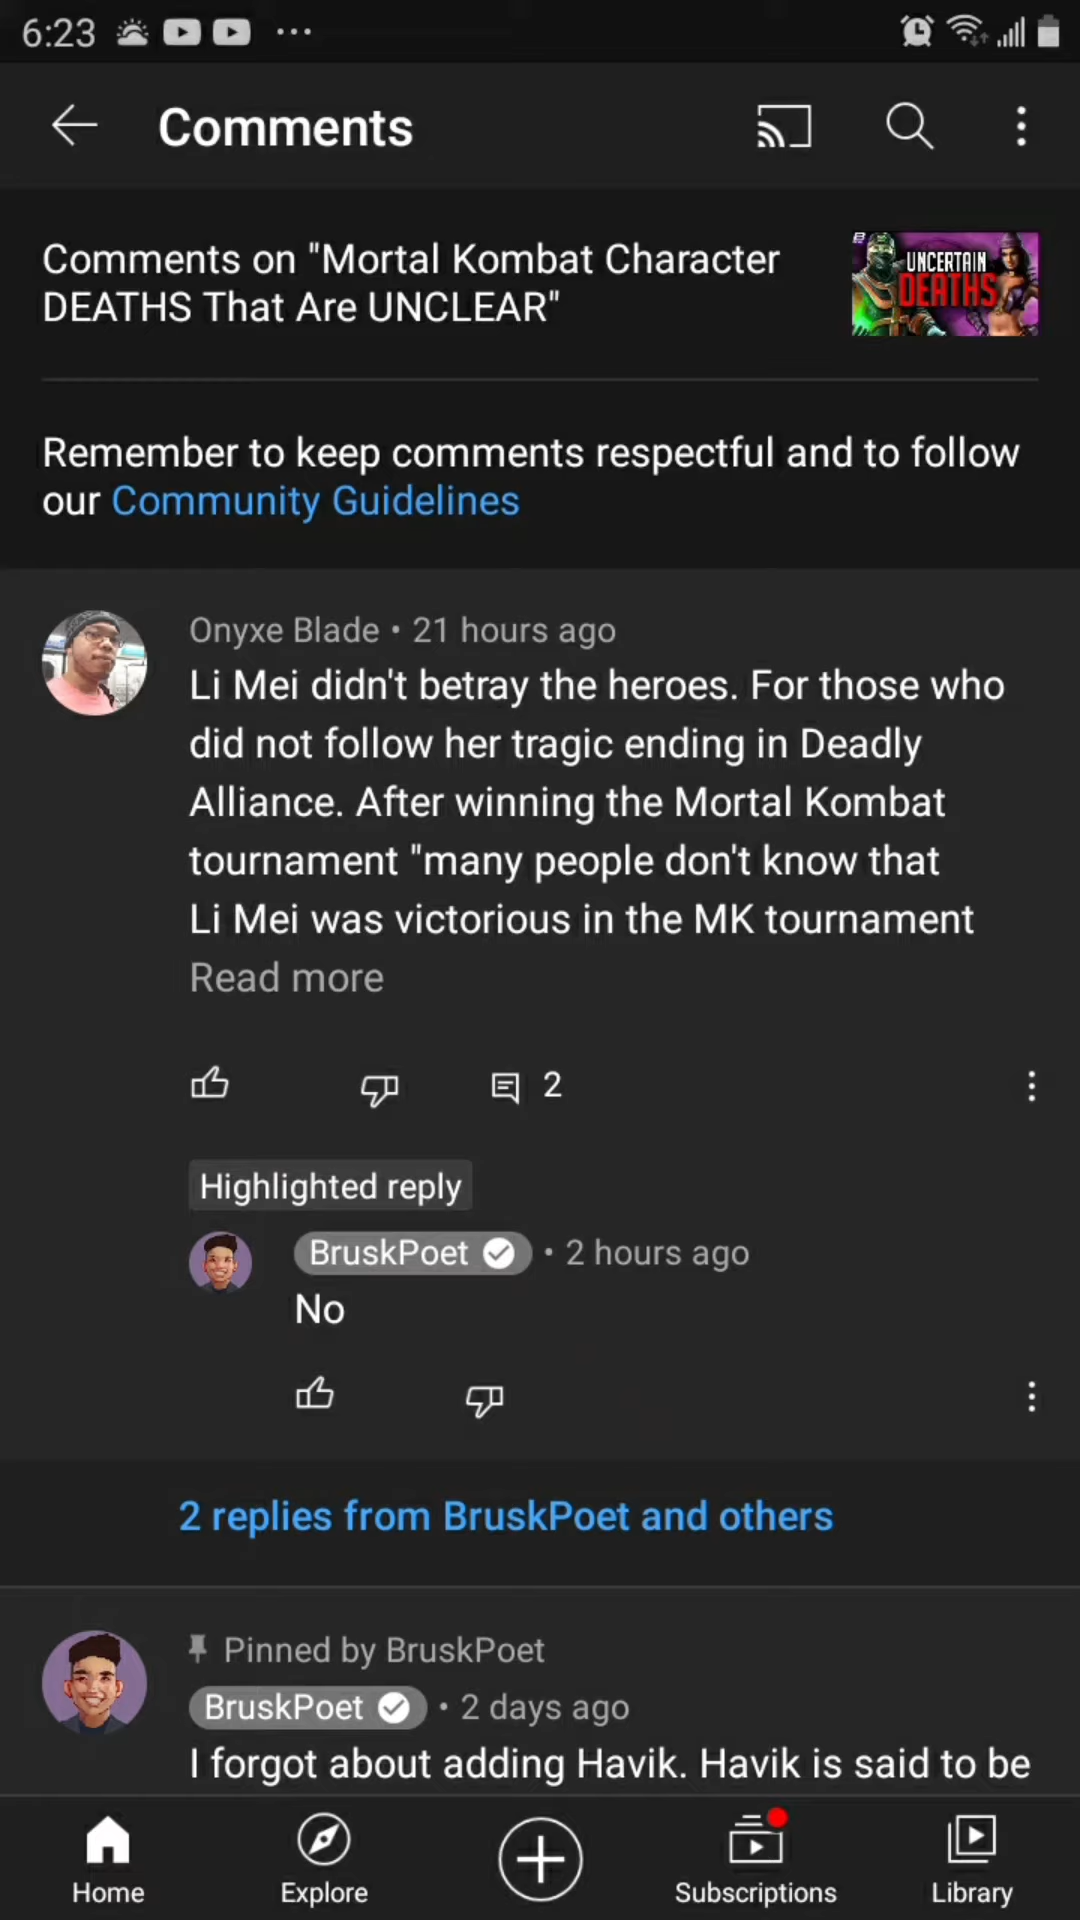 6:23
Comments
Comments on "Mortal Kombat Character
DEATHS That Are UNCLEAR"
UNCERTAIN
DEATHS
Remember to keep comments respectful and to follow
our Community Guidelines
Onyxe Blade • 21 hours ago
Li Mei didn't betray the heroes. For those who
did not follow her tragic ending in Deadly
Alliance. After winning the Mortal Kombat
tournament "many people don't know that
Li Mei was victorious in the MK tournament
Read more
2
Highlighted reply
BruskPoet • 2 hours ago
No
2 replies from BruskPoet and others
Pinned by BruskPoet
BruskPoet • 2 days ago
I forgot about adding Havik. Havik is said to be
Home Explore Subscriptions Library